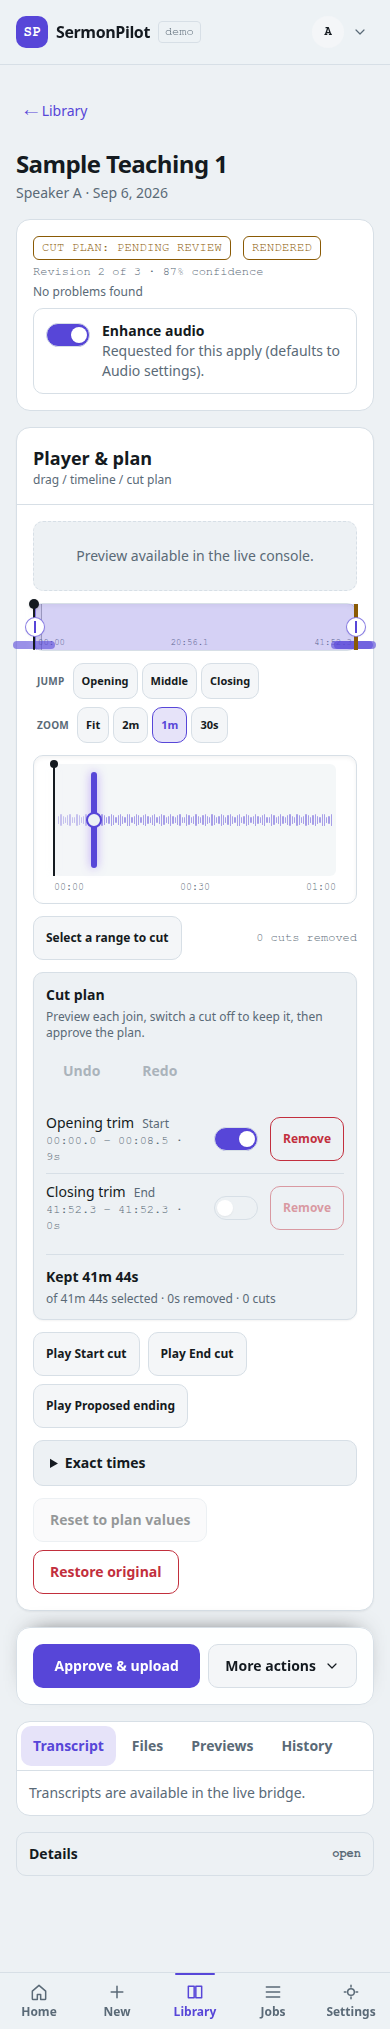 SP SermonPilot demo A
← Library
Sample Teaching 1
Speaker A · Sep 6, 2026
CUT PLAN: PENDING REVIEW RENDERED
Revision 2 of 3 · 87% confidence
No problems found
Enhance audio
Requested for this apply (defaults to
Audio settings).
Player & plan
drag / timeline / cut plan
Preview available in the live console.
20:56.1
JUMP Opening Middle Closing
ZOOM Fit 2m 1m 30s
00:00 00:30 01:00
Select a range to cut 0 cuts removed
Cut plan
Preview each join, switch a cut off to keep it, then
approve the plan.
Undo Redo
Opening trim Start
00:00.0 – 00:08.5 ·
9s
Remove
Closing trim End
41:52.3 – 41:52.3 ·
0s
Remove
Kept 41m 44s
of 41m 44s selected · 0s removed · 0 cuts
Play Start cut Play End cut
Play Proposed ending
▶ Exact times
Reset to plan values
Restore original
Approve & upload More actions
Transcript Files Previews History
Transcripts are available in the live bridge.
Details open
Home New Library Jobs Settings